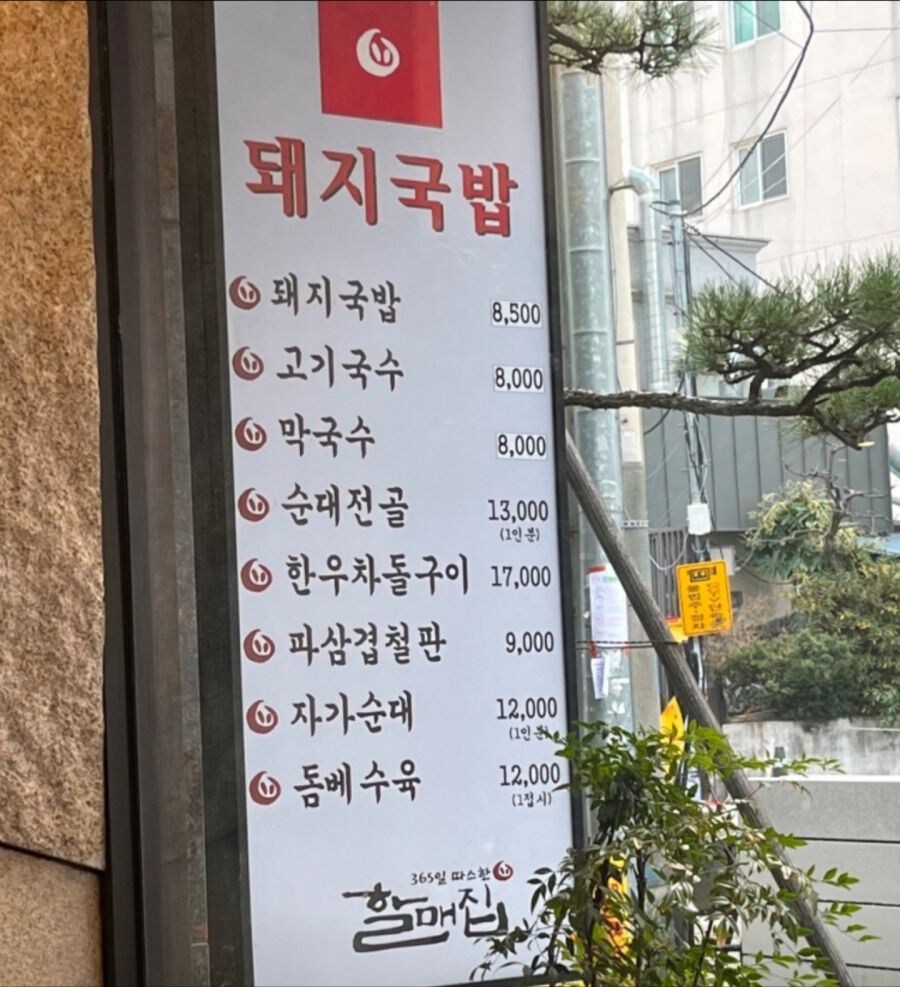 돼지국밥
돼지국밥 8,500
고기국수 8,000
막국수 8,000
순대전골 13,000
(1인분)
한우차돌구이 17,000
파삼겹철판 9,000
자가순대 12,000
(1인분)
돔베수육 12,000
(1접시)
365일 따스한
할매집